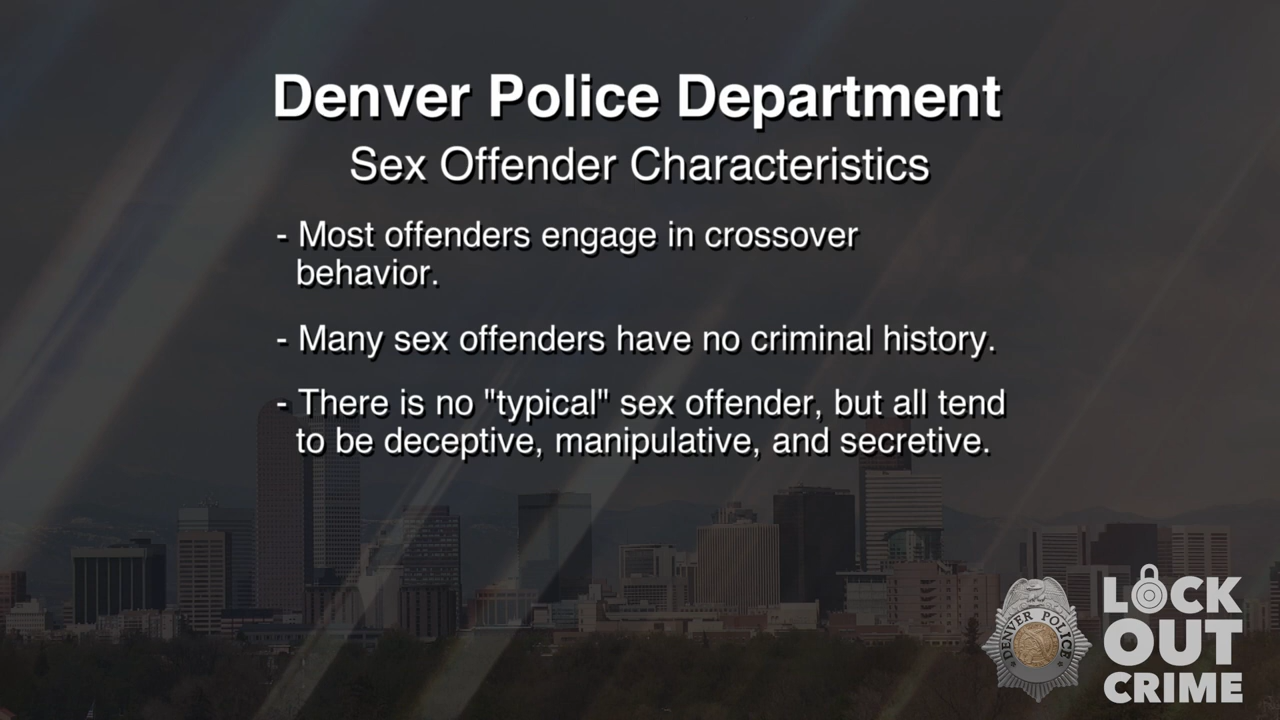 Denver Police Department
Sex Offender Characteristics
- Most offenders engage in crossover
behavior.
- Many sex offenders have no criminal history.
- There is no "typical" sex offender, but all tend
to be deceptive, manipulative, and secretive.
DENVER POLICE
LOCK
OUT
CRIME